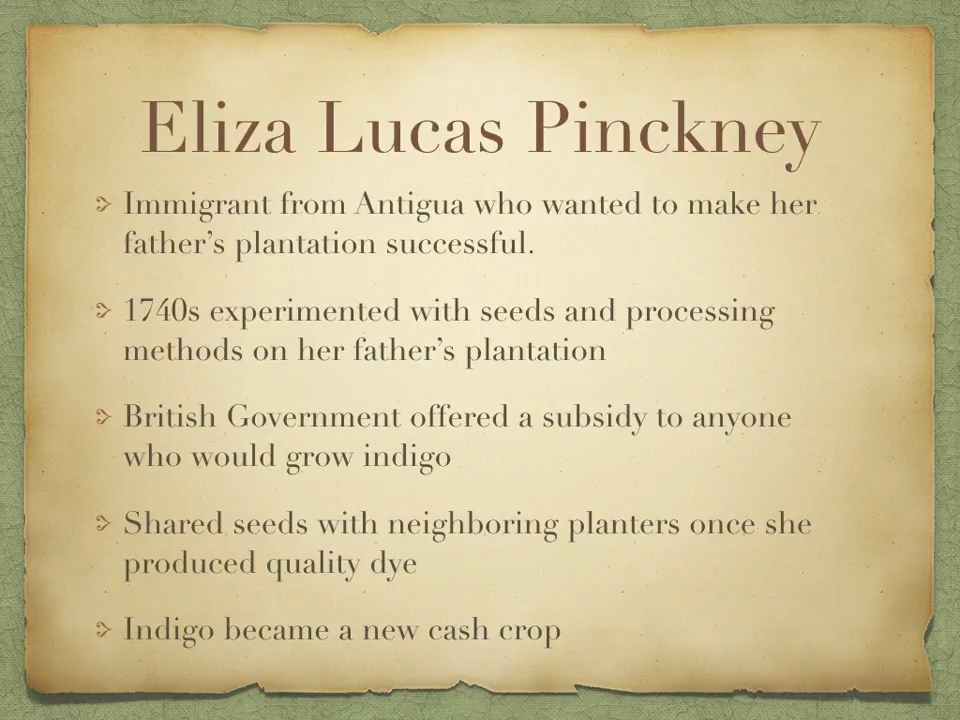 Eliza Lucas Pinckney
Immigrant from Antigua who wanted to make her
father's plantation successful.
1740s experimented with seeds and processing
methods on her father's plantation
British Government offered a subsidy to anyone
who would grow indigo
Shared seeds with neighboring planters once she
produced quality dye
Indigo became a new cash crop